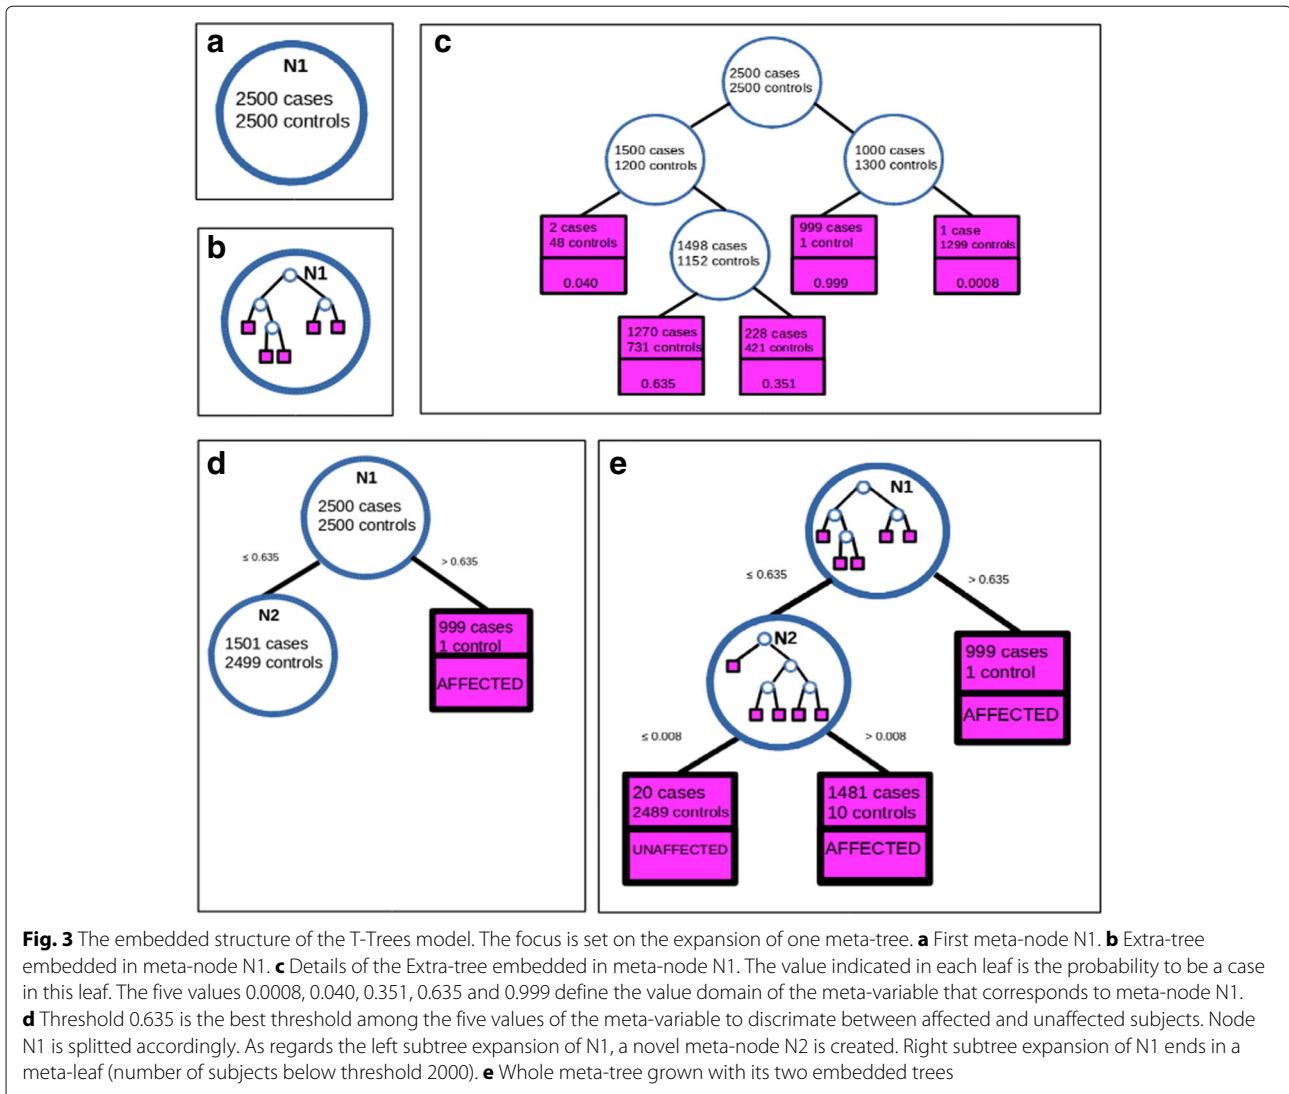 a
N1
2500 cases
2500 controls
b
N1
c
2500 cases
2500 controls
1500 cases
1200 controls
1000 cases
1300 controls
2 cases
48 controls
0.040
1498 cases
1152 controls
999 cases
1 control
0.999
1 case
1299 controls
0.0008
1270 cases
731 controls
0.635
228 cases
421 controls
0.351
d
N1
2500 cases
2500 controls
≤ 0.635
> 0.635
N2
1501 cases
2499 controls
999 cases
1 control
AFFECTED
e
N1
≤ 0.635
> 0.635
N2
999 cases
1 control
AFFECTED
≤ 0.008
> 0.008
20 cases
2489 controls
UNAFFECTED
1481 cases
10 controls
AFFECTED
Fig. 3 The embedded structure of the T-Trees model. The focus is set on the expansion of one meta-tree. a First meta-node N1. b Extra-tree
embedded in meta-node N1. c Details of the Extra-tree embedded in meta-node N1. The value indicated in each leaf is the probability to be a case
in this leaf. The five values 0.0008, 0.040, 0.351, 0.635 and 0.999 define the value domain of the meta-variable that corresponds to meta-node N1.
d Threshold 0.635 is the best threshold among the five values of the meta-variable to discrimate between affected and unaffected subjects. Node
N1 is splitted accordingly. As regards the left subtree expansion of N1, a novel meta-node N2 is created. Right subtree expansion of N1 ends in a
meta-leaf (number of subjects below threshold 2000). e Whole meta-tree grown with its two embedded trees